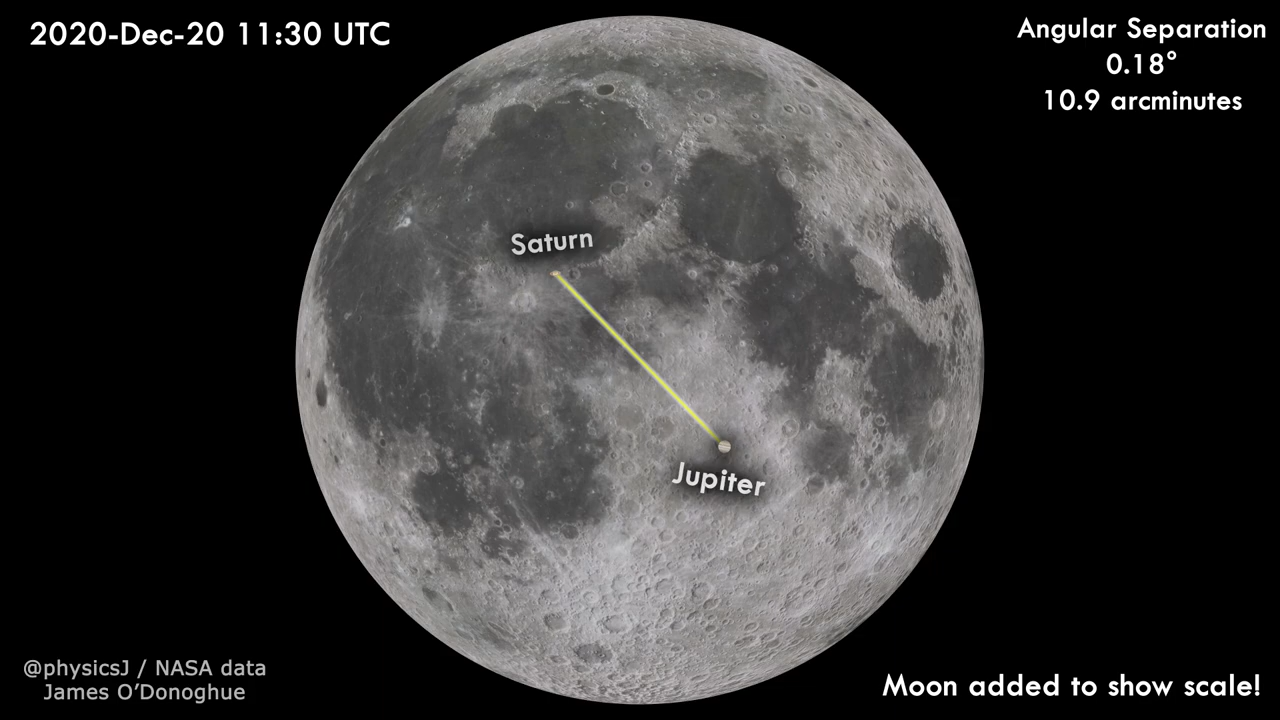 2020-Dec-20 11:30 UTC
Angular Separation
0.18°
10.9 arcminutes
Saturn
Jupiter
@physicsJ / NASA data
James O'Donoghue
Moon added to show scale!